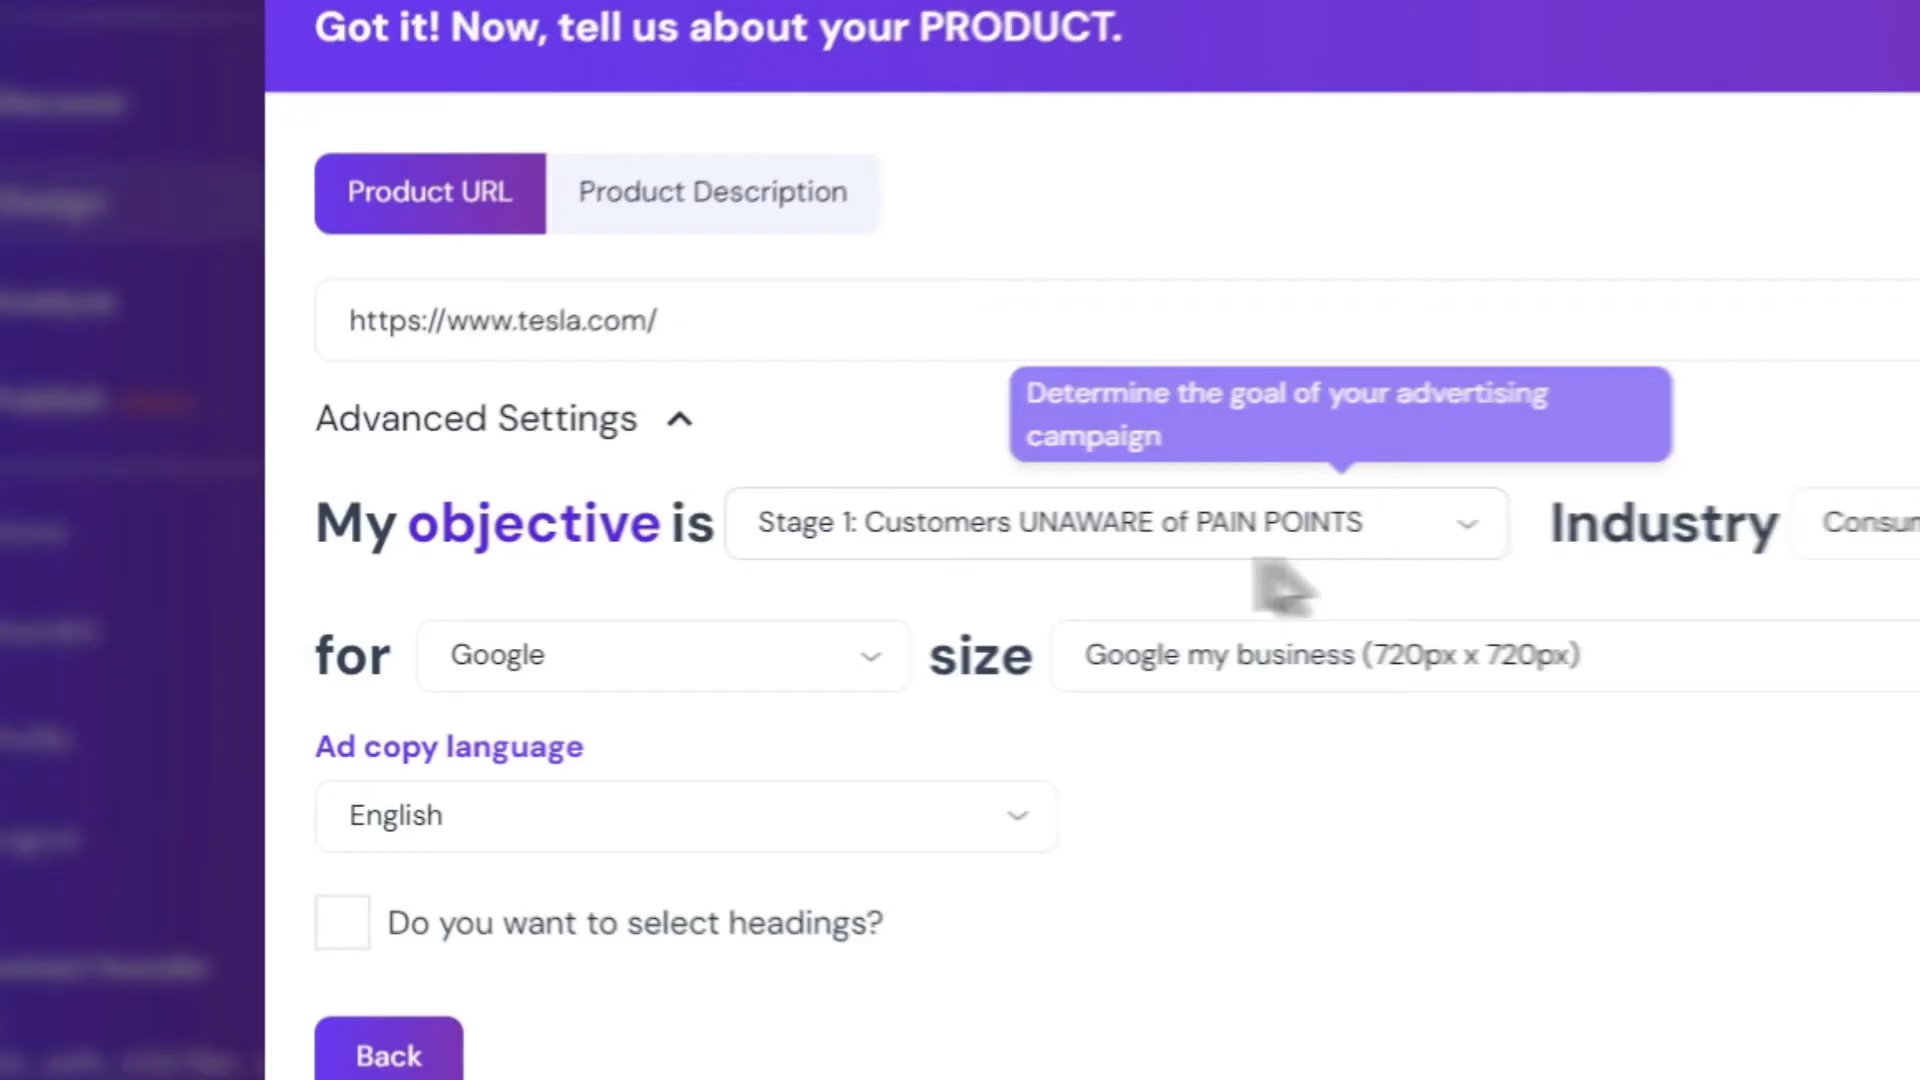 Got it! Now, tell us about your PRODUCT.
Product URL
Product Description
https://www.tesla.com/
Determine the goal of your advertising
campaign
Advanced Settings
My objective is
Stage 1: Customers UNAWARE of PAIN POINTS
Industry
for
Google
size
Google my business (720px x 720px)
Ad copy language
English
Do you want to select headings?
Back